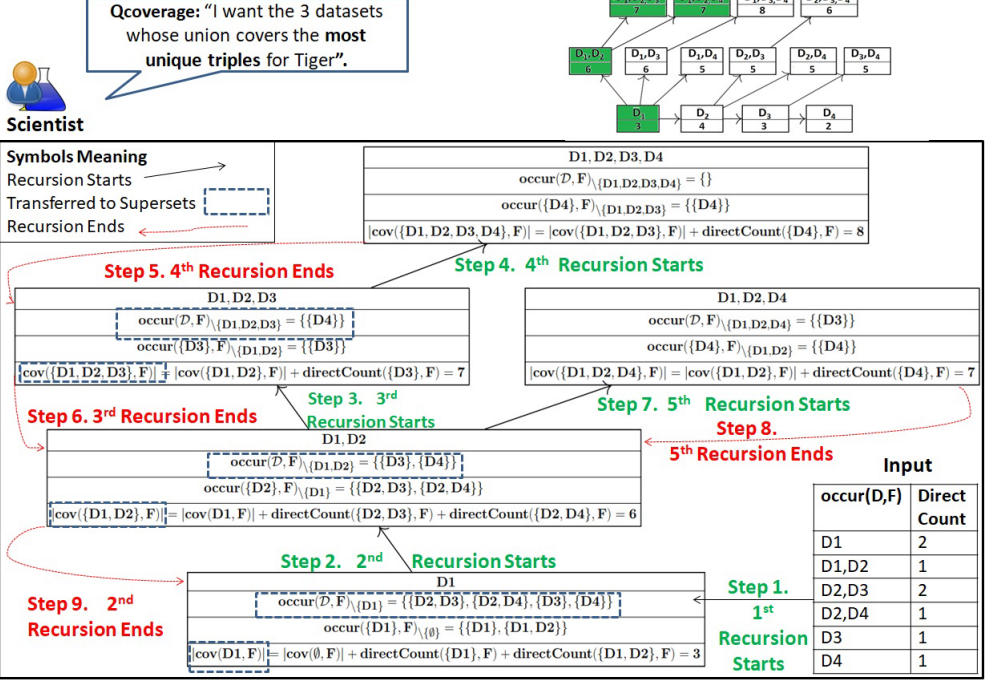 Qcoverage: “I want the 3 datasets
whose union covers the most
unique triples for Tiger”.
Scientist
7 7 8 6
D1,D2 D1,D3 D1,D4 D2,D3 D2,D4 D3,D4
6 6 5 5 5 5
D1 D2 D3 D4
3 4 3 2
Symbols Meaning
Recursion Starts
Transferred to Supersets
Recursion Ends
D1, D2, D3, D4
occur(𝒟, F)\{D1,D2,D3,D4} = {}
occur({D4}, F)\{D1,D2,D3} = {{D4}}
|cov({D1, D2, D3, D4}, F)| = |cov({D1, D2, D3}, F)| + directCount({D4}, F) = 8
Step 5. 4th Recursion Ends
Step 4. 4th Recursion Starts
D1, D2, D3
occur(𝒟, F)\{D1,D2,D3} = {{D4}}
occur({D3}, F)\{D1,D2} = {{D3}}
|cov({D1, D2, D3}, F)| = |cov({D1, D2}, F)| + directCount({D3}, F) = 7
D1, D2, D4
occur(𝒟, F)\{D1,D2,D4} = {{D3}}
occur({D4}, F)\{D1,D2} = {{D4}}
|cov({D1, D2, D4}, F)| = |cov({D1, D2}, F)| + directCount({D4}, F) = 7
Step 6. 3rd Recursion Ends
Step 3. 3rd
Recursion Starts
Step 7. 5th Recursion Starts
Step 8.
5th Recursion Ends
D1, D2
occur(𝒟, F)\{D1,D2} = {{D3}, {D4}}
occur({D2}, F)\{D1} = {{D2, D3}, {D2, D4}}
|cov({D1, D2}, F)| = |cov(D1, F)| + directCount({D2, D3}, F) + directCount({D2, D4}, F) = 6
Step 2. 2nd Recursion Starts
Step 9. 2nd
Recursion Ends
D1
occur(𝒟, F)\{D1} = {{D2, D3}, {D2, D4}, {D3}, {D4}}
occur({D1}, F)\{∅} = {{D1}, {D1, D2}}
|cov(D1, F)| = |cov(∅, F)| + directCount({D1}, F) + directCount({D1, D2}, F) = 3
Step 1.
1st
Recursion
Starts
Input
occur(D,F) Direct
Count
D1 2
D1,D2 1
D2,D3 2
D2,D4 1
D3 1
D4 1